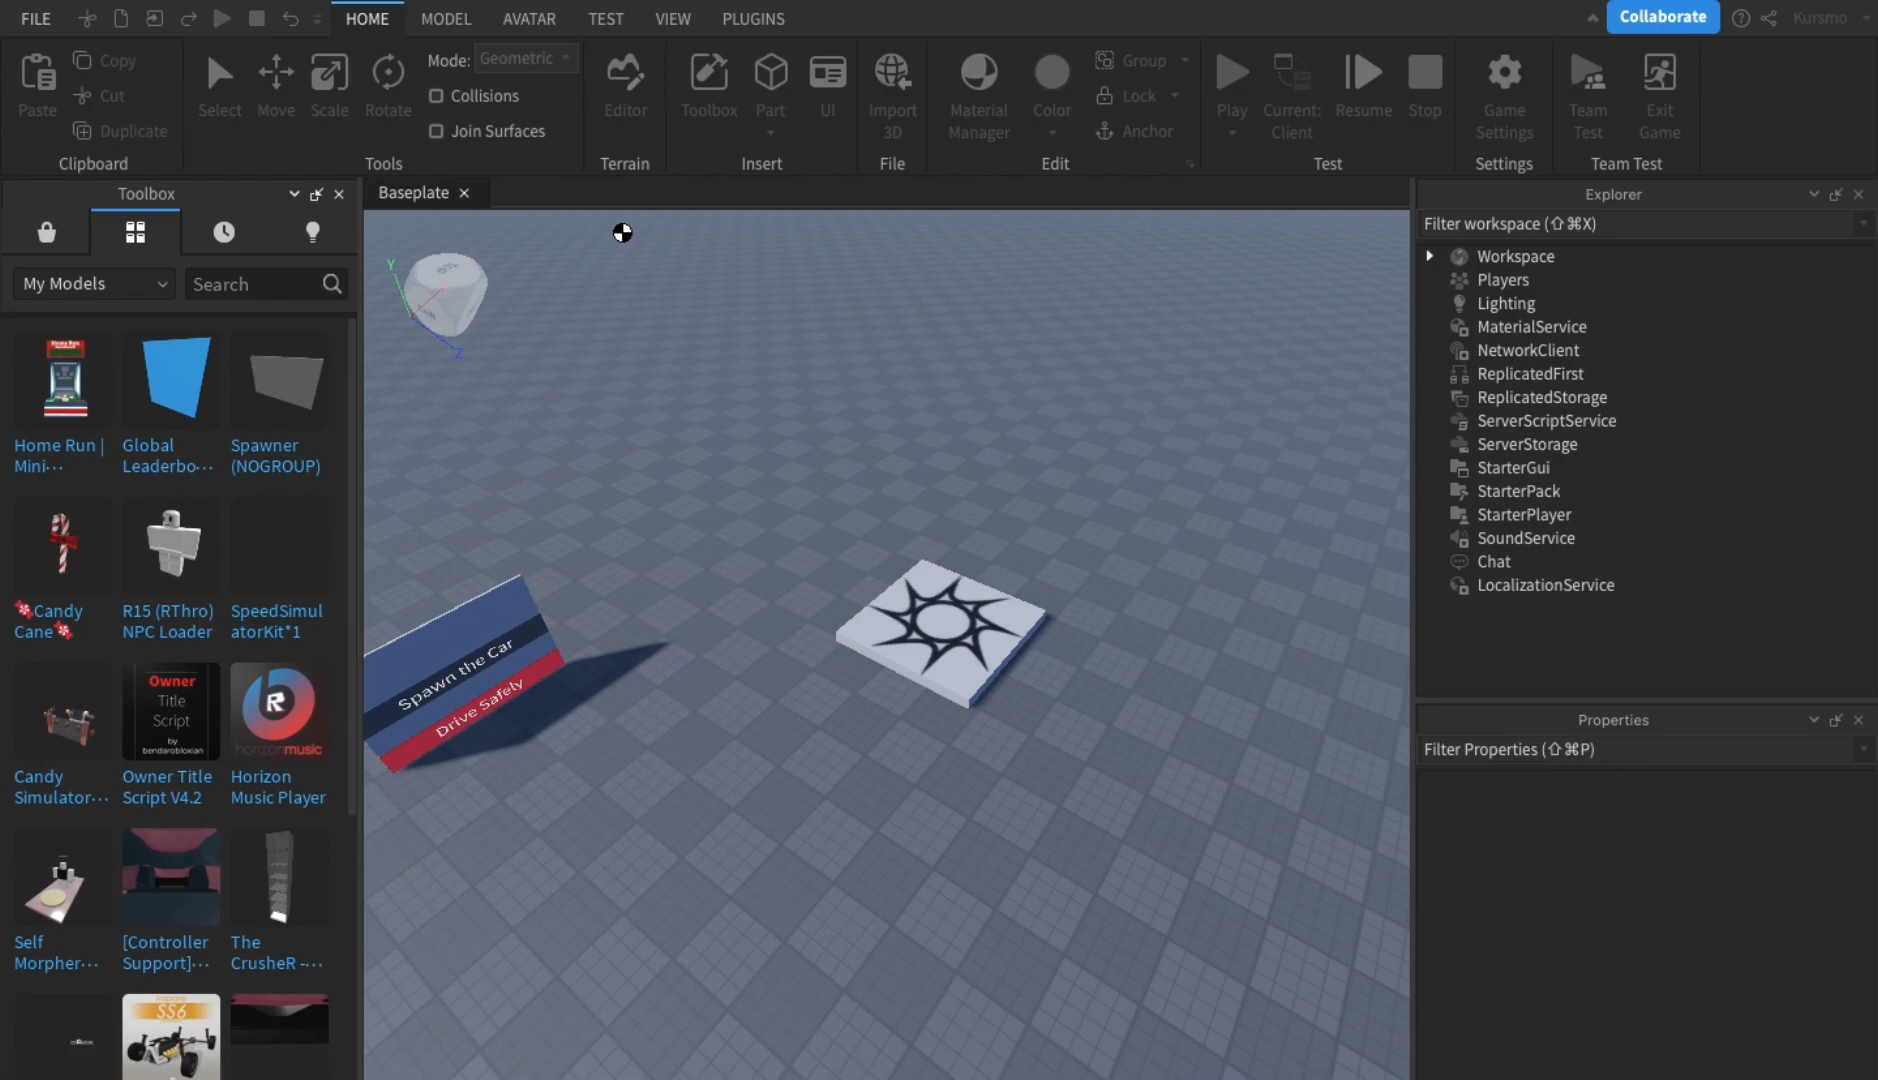 FILE
HOME
MODEL
AVATAR
TEST
VIEW
PLUGINS
Collaborate
Kursmo
Paste
Copy
Cut
Duplicate
Clipboard
Select
Move
Scale
Rotate
Mode: Geometric
Collisions
Join Surfaces
Tools
Editor
Terrain
Toolbox
Part
UI
Insert
Import
3D
File
Material
Manager
Color
Group
Lock
Anchor
Edit
Play
Current:
Client
Resume
Stop
Test
Game
Settings
Settings
Team
Test
Exit
Game
Team Test
Toolbox
My Models
Search
Home Run |
Mini···
Global
Leaderbo···
Spawner
(NOGROUP)
Candy
Cane
R15 (RThro)
NPC Loader
SpeedSimul
atorKit*1
Owner
Title
Script
by
bendarobloxian
horizonmusic
Candy
Simulator···
Owner Title
Script V4.2
Horizon
Music Player
Self
Morpher···
[Controller
Support]···
The
CrusheR -···
SS6
Baseplate
Y
Z
Spawn the Car
Drive Safely
Explorer
Filter workspace (⇧⌘X)
Workspace
Players
Lighting
MaterialService
NetworkClient
ReplicatedFirst
ReplicatedStorage
ServerScriptService
ServerStorage
StarterGui
StarterPack
StarterPlayer
SoundService
Chat
LocalizationService
Properties
Filter Properties (⇧⌘P)